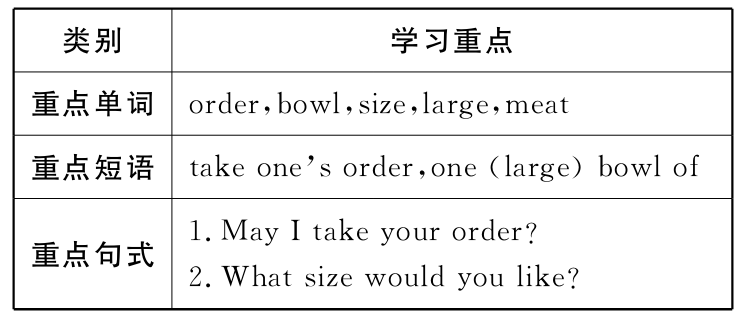 类别 学习重点
重点单词 order,bowl,size,large,meat
重点短语 take one's order,one (large) bowl of
重点句式 1. May I take your order?
2. What size would you like?